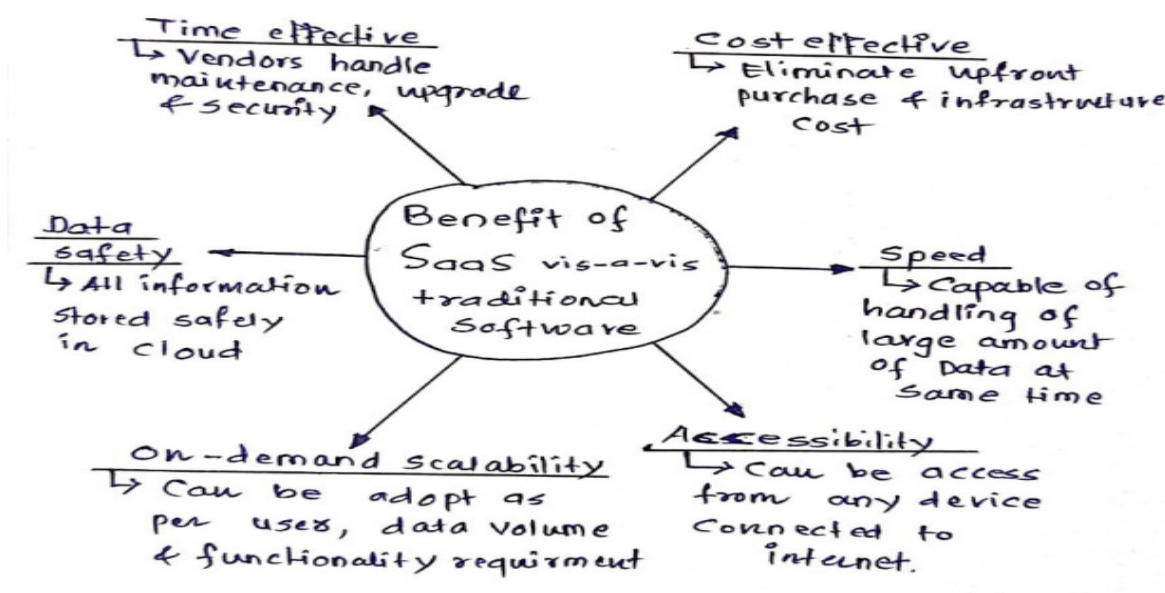 Time effective
↳ Vendors handle
maintenance, upgrade
& security
Cost effective
↳ Eliminate upfront
purchase & infrastructure
cost
Benefit of
SaaS vis-a-vis
traditional
software
Data
safety
↳ All information
stored safely
in cloud
Speed
↳ Capable of
handling of
large amount
of Data at
same time
On-demand scalability
↳ Can be adopt as
per user, data volume
& functionality requirment
Accessibility
↳ Can be access
from any device
Connected to
internet.